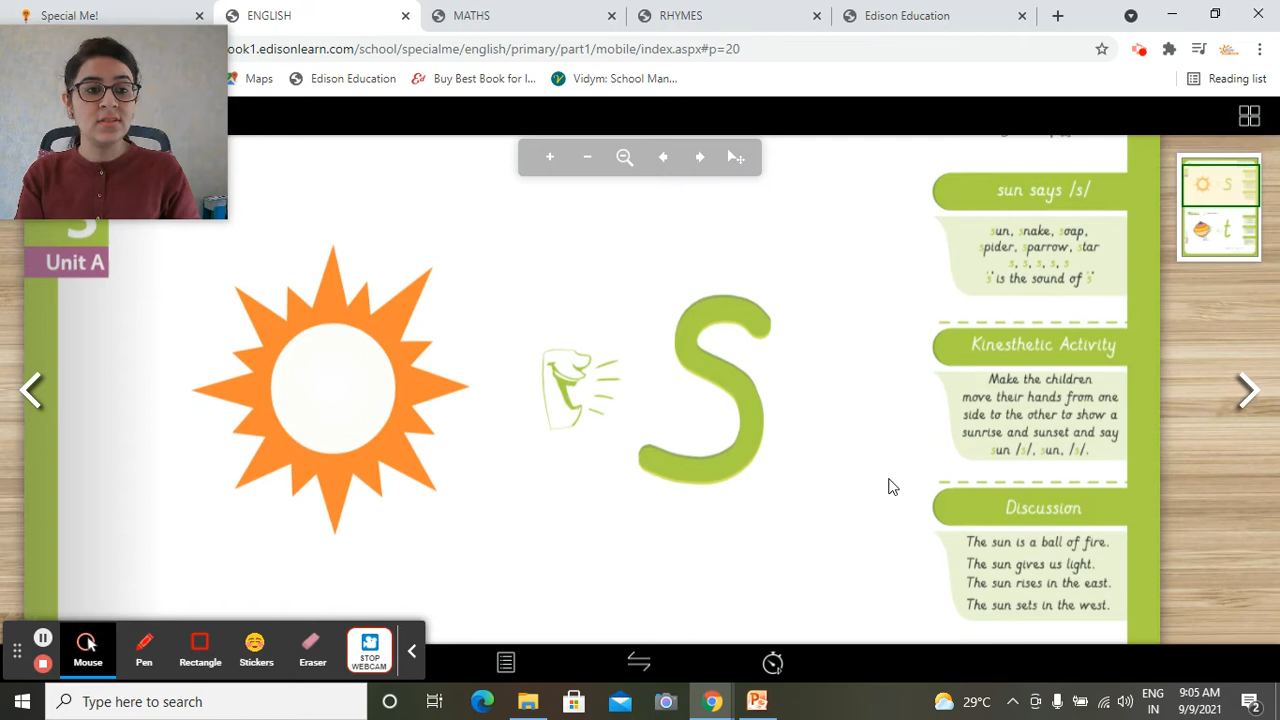 Special Me!
ENGLISH
MATHS
RHYMES
Edison Education
ook1.edisonlearn.com/school/specialme/english/primary/part1/mobile/index.aspx#p=20
Maps
Edison Education
Buy Best Book for I...
Vidym: School Man...
Reading list
Unit A
S
sun says /s/
sun, snake, soap,
spider, sparrow, star
s, s, s, s, s
's' is the sound of 's'
Kinesthetic Activity
Make the children
move their hands from one
side to the other to show a
sunrise and sunset and say
sun /s/, sun, /s/.
Discussion
The sun is a ball of fire.
The sun gives us light.
The sun rises in the east.
The sun sets in the west.
S
t
Mouse
Pen
Rectangle
Stickers
Eraser
STOP
WEBCAM
Type here to search
29°C
ENG
IN
9:05 AM
9/9/2021
2